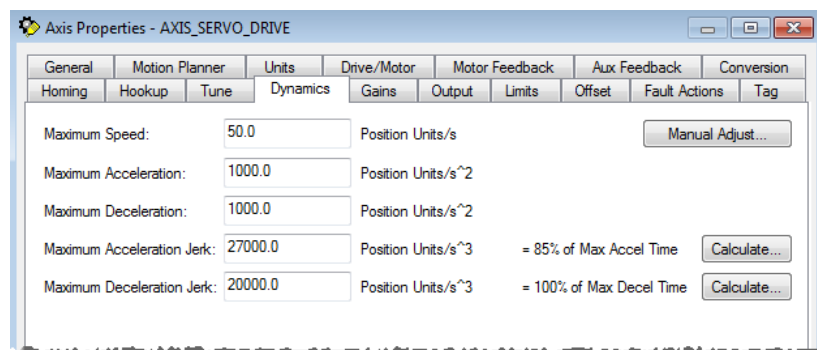 Axis Properties - AXIS_SERVO_DRIVE
General Motion Planner Units Drive/Motor Motor Feedback Aux Feedback Conversion
Homing Hookup Tune Dynamics Gains Output Limits Offset Fault Actions Tag
Maximum Speed: 50.0 Position Units/s Manual Adjust...
Maximum Acceleration: 1000.0 Position Units/s^2
Maximum Deceleration: 1000.0 Position Units/s^2
Maximum Acceleration Jerk: 27000.0 Position Units/s^3 = 85% of Max Accel Time Calculate...
Maximum Deceleration Jerk: 20000.0 Position Units/s^3 = 100% of Max Decel Time Calculate...